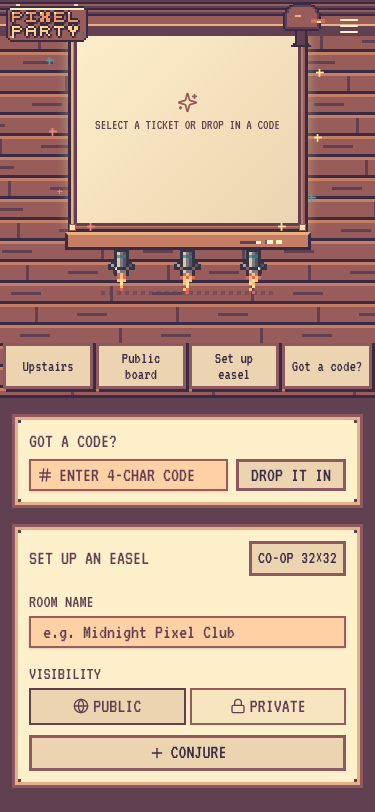 PIXEL
PARTY
SELECT A TICKET OR DROP IN A CODE
Upstairs
Public
board
Set up
easel
Got a code?
GOT A CODE?
# ENTER 4-CHAR CODE
DROP IT IN
SET UP AN EASEL
CO-OP 32×32
ROOM NAME
e.g. Midnight Pixel Club
VISIBILITY
PUBLIC
PRIVATE
+ CONJURE